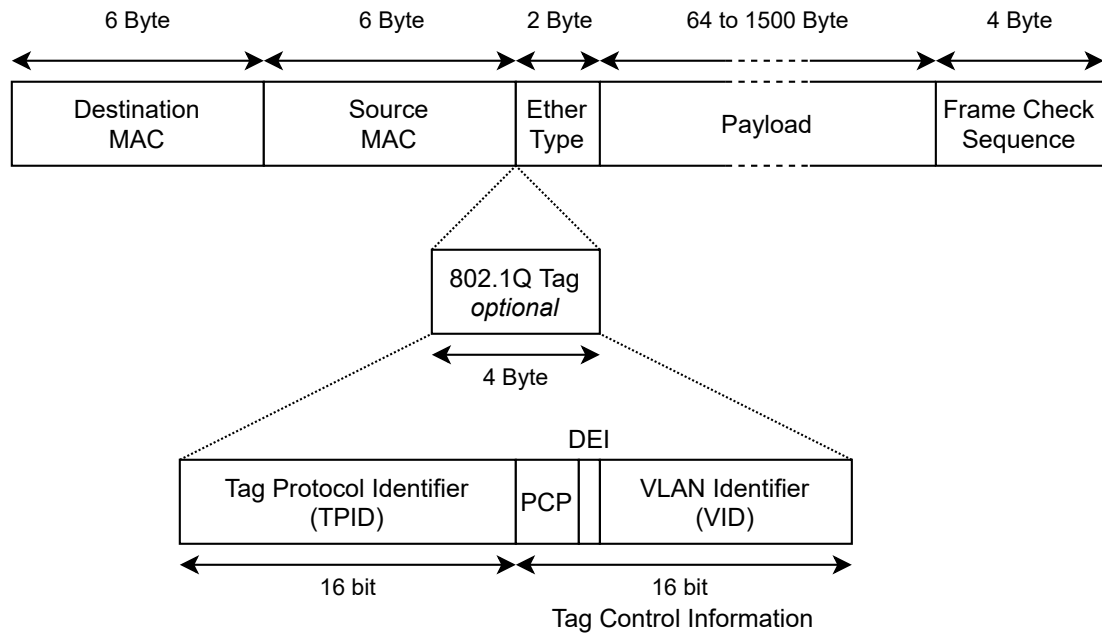 6 Byte
6 Byte
2 Byte
64 to 1500 Byte
4 Byte
Destination
MAC
Source
MAC
Ether
Type
Payload
Frame Check
Sequence
802.1Q Tag
optional
4 Byte
DEI
Tag Protocol Identifier
(TPID)
PCP
VLAN Identifier
(VID)
16 bit
16 bit
Tag Control Information